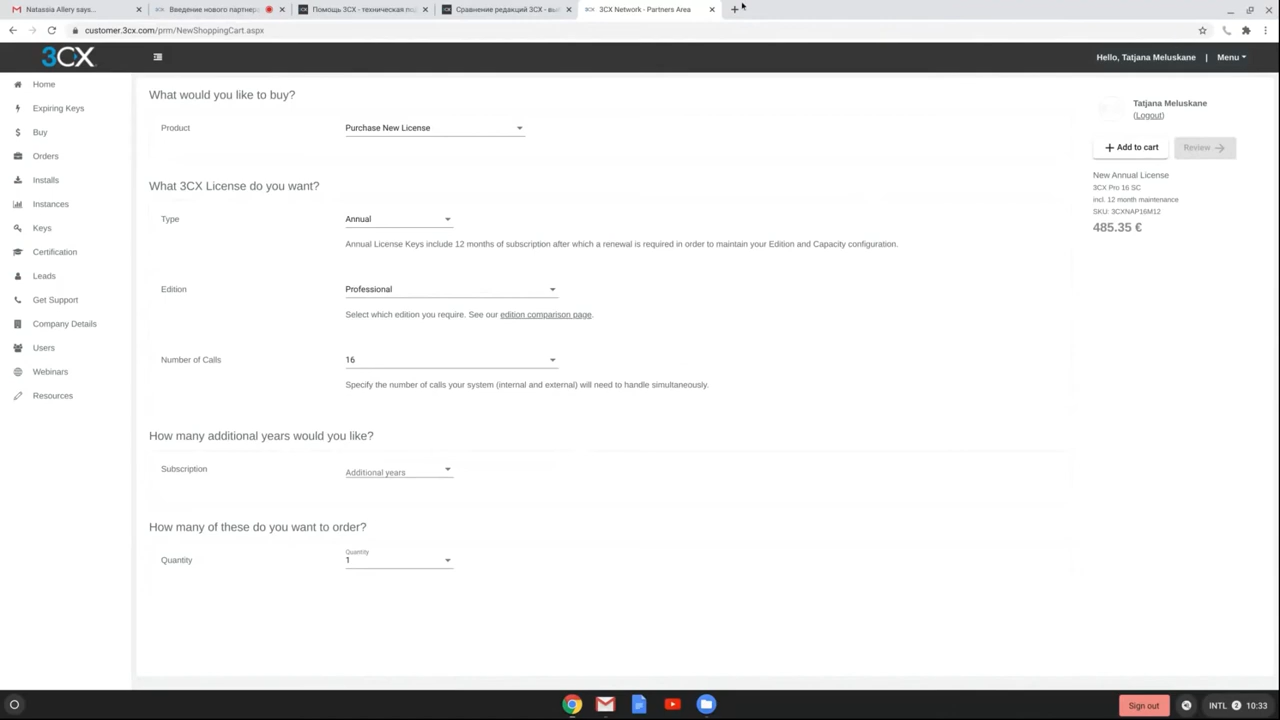 Natassia Allery says...
Введение нового партнер
Помощь 3CX - техническая по
Сравнение редакций 3CX - вы
3CX Network - Partners Area
customer.3cx.com/prm/NewShoppingCart.aspx
3CX
Hello, Tatjana Meluskane | Menu
Home
Expiring Keys
Buy
Orders
Installs
Instances
Keys
Certification
Leads
Get Support
Company Details
Users
Webinars
Resources
What would you like to buy?
Product
Purchase New License
What 3CX License do you want?
Type
Annual
Annual License Keys include 12 months of subscription after which a renewal is required in order to maintain your Edition and Capacity configuration.
Edition
Professional
Select which edition you require. See our edition comparison page.
Number of Calls
16
Specify the number of calls your system (internal and external) will need to handle simultaneously.
How many additional years would you like?
Subscription
Additional years
How many of these do you want to order?
Quantity
Quantity
1
Tatjana Meluskane
(Logout)
+ Add to cart
Review
New Annual License
3CX Pro 16 SC
incl. 12 month maintenance
SKU: 3CXNAP16M12
485.35 €
Sign out
INTL 2 10:33